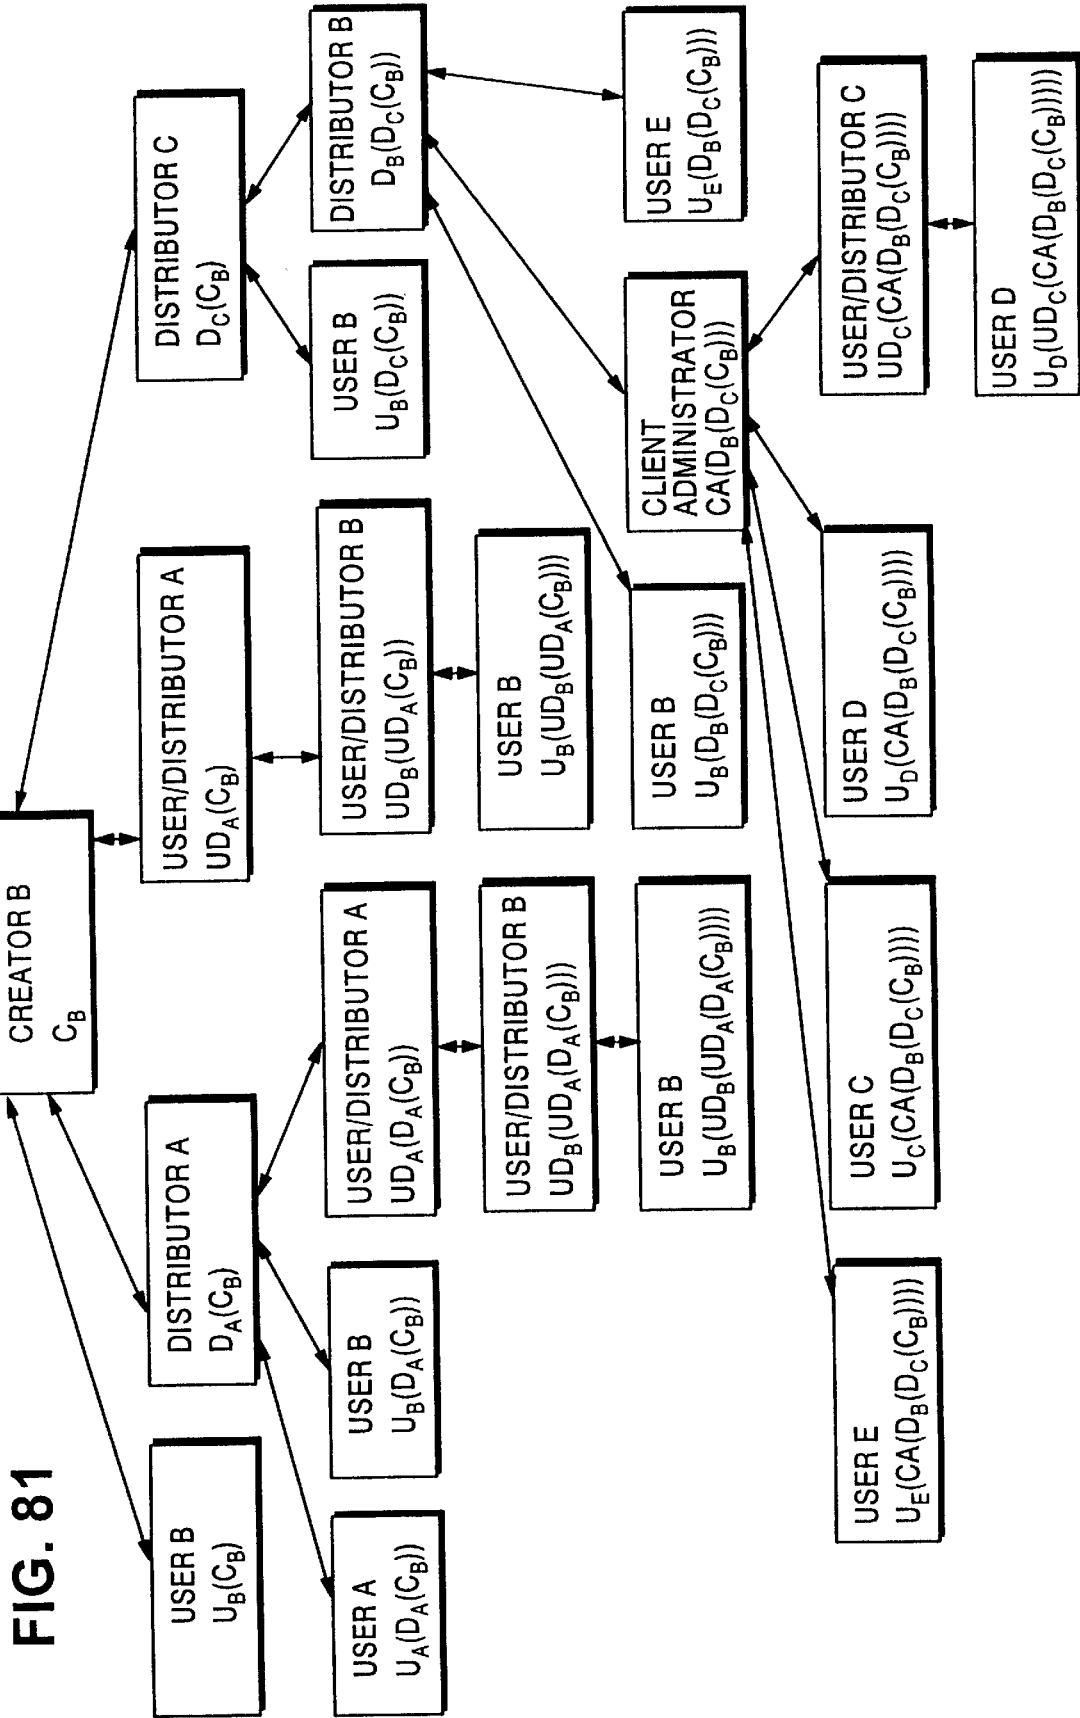 FIG. 81
CREATOR B
C_B
USER B
U_B(C_B)
DISTRIBUTOR A
D_A(C_B)
USER/DISTRIBUTOR A
UD_A(C_B)
DISTRIBUTOR C
D_C(C_B)
USER A
U_A(D_A(C_B))
USER B
U_B(D_A(C_B))
USER/DISTRIBUTOR A
UD_A(D_A(C_B))
USER/DISTRIBUTOR B
UD_B(UD_A(C_B))
USER B
U_B(D_C(C_B))
DISTRIBUTOR B
D_B(D_C(C_B))
USER/DISTRIBUTOR B
UD_B(UD_A(D_A(C_B)))
USER B
U_B(UD_B(UD_A(C_B)))
USER B
U_B(UD_B(UD_A(D_A(C_B))))
USER B
U_B(D_B(D_C(C_B)))
CLIENT
ADMINISTRATOR
CA(D_B(D_C(C_B)))
USER E
U_E(D_B(D_C(C_B)))
USER E
U_E(CA(D_B(D_C(C_B))))
USER C
U_C(CA(D_B(D_C(C_B))))
USER D
U_D(CA(D_B(D_C(C_B))))
USER/DISTRIBUTOR C
UD_C(CA(D_B(D_C(C_B))))
USER D
U_D(UD_C(CA(D_B(D_C(C_B)))))